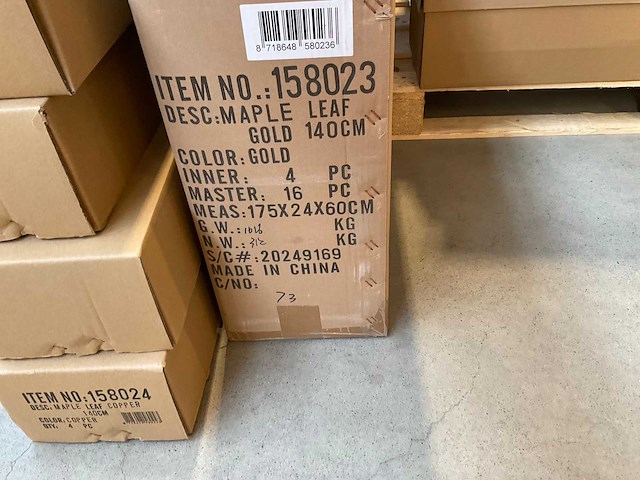 8 718648 580236
ITEM NO.:158023
DESC:MAPLE LEAF
GOLD 140CM
COLOR:GOLD
INNER: 4 PC
MASTER: 16 PC
MEAS:175X24X60CM
G.W.: KG
N.W.: KG
S/C#:20249169
MADE IN CHINA
C/NO:
73
ITEM NO:158024
DESC:MAPLE LEAF COPPER
140CM
COLOR:COPPER
QTY: 4 PC